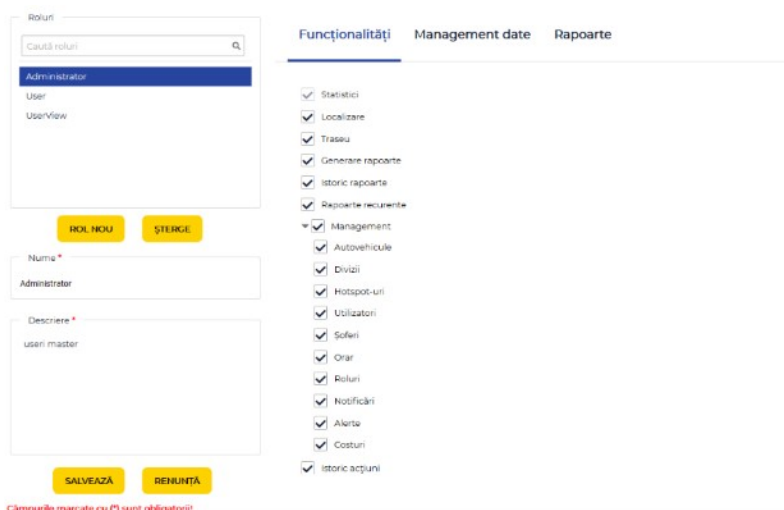 Roluri
Caută roluri
Administrator
User
UserView
ROL NOU
ȘTERGE
Nume *
Administrator
Descriere *
useri master
SALVEAZĂ
RENUNȚĂ
Câmpurile marcate cu (*) sunt obligatorii!
Funcționalități
Management date
Rapoarte
Statistici
Localizare
Traseu
Generare rapoarte
Istoric rapoarte
Rapoarte recurente
Management
Autovehicule
Divizii
Hotspot-uri
Utilizatori
Șoferi
Orar
Roluri
Notificări
Alerte
Costuri
Istoric acțiuni